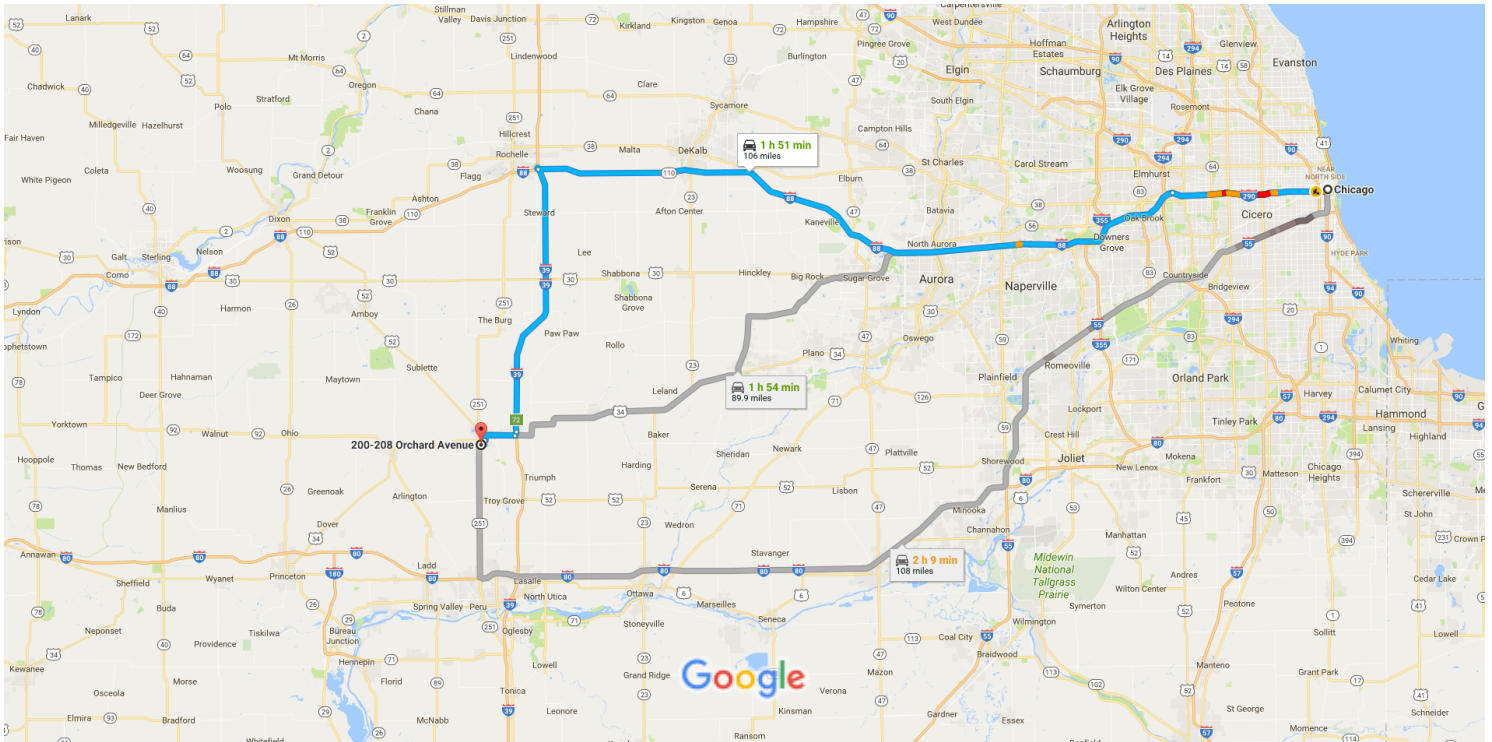 Lanark
Stillman
Valley
Davis Junction
Kirkland
Kingston
Genoa
Hampshire
Carpentersville
West Dundee
Arlington
Heights
Glenview
Mt Morris
Lindenwood
Pingree Grove
Burlington
Hoffman
Estates
Schaumburg
Des Plaines
Evanston
Elgin
Chadwick
Polo
Stratford
Oregon
Chana
Clare
Sycamore
South Elgin
Elk Grove
Village
Rosemont
Milledgeville
Hazelhurst
Fair Haven
Hillcrest
Rochelle
Malta
DeKalb
1 h 51 min
106 miles
Campton Hills
St Charles
Carol Stream
Elmhurst
NEAR
NORTH SIDE
Coleta
Woosung
Grand Detour
Flagg
Elburn
White Pigeon
Ashton
Chicago
Dixon
Franklin
Grove
Steward
Afton Center
Kaneville
Batavia
Oak Brook
Cicero
Galt
Sterling
Nelson
Como
Lee
North Aurora
Downers
Grove
HYDE PARK
Shabbona
Hinckley
Big Rock
Sugar Grove
Aurora
Naperville
Countryside
Bridgeview
Harmon
Amboy
Shabbona
Grove
Lyndon
The Burg
Paw Paw
Rollo
Oswego
Plano
Whiting
Tampico
Hahnaman
Deer Grove
Maytown
Sublette
Leland
1 h 54 min
89.9 miles
Plainfield
Romeoville
Orland Park
Harvey
Calumet City
Hammond
Lockport
Tinley Park
Lansing
Highland
Yorktown
Walnut
Ohio
200-208 Orchard Avenue
Baker
Sheridan
Newark
Plattville
Crest Hill
Joliet
New Lenox
Mokena
Frankfort
Matteson
Chicago
Heights
Hooppole
Thomas
New Bedford
Triumph
Harding
Shorewood
Schererville
Greenoak
Arlington
Troy Grove
Serena
Lisbon
Minooka
St John
Manlius
Dover
Wedron
Channahon
Manhattan
Crown P
Annawan
Sheffield
Wyanet
Princeton
Ladd
Lasalle
Stavanger
2 h 9 min
108 miles
Midewin
National
Tallgrass
Prairie
Andres
Wilton Center
Cedar Lake
Spring Valley
Peru
North Utica
Ottawa
Marseilles
Seneca
Symerton
Peotone
Buda
Neponset
Providence
Tiskilwa
Bureau
Junction
Oglesby
Stoneyville
Wilmington
Coal City
Braidwood
Sollitt
Lowell
Kewanee
Hennepin
Florid
Lowell
Grand Ridge
Google
Mazon
Manteno
Grant Park
Osceola
Morse
Tonica
Verona
Elmira
Bradford
McNabb
Leonore
Kinsman
Gardner
Essex
St George
Momence
Schneider
Whitefield
Ransom